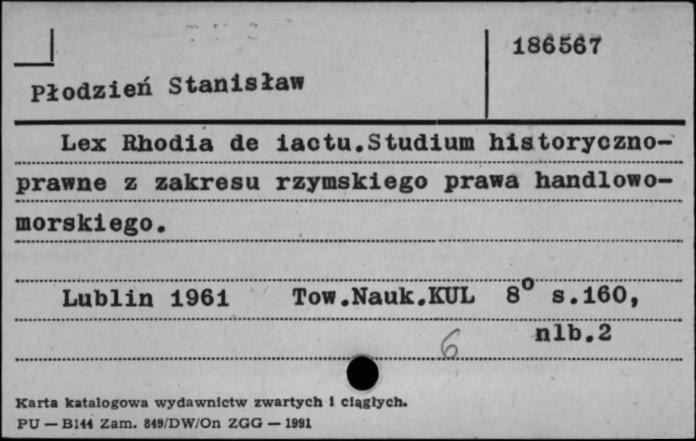 186567
Płodzień Stanisław
Lex Rhodia de iactu.Studium historyczno-
prawne z zakresu rzymskiego prawa handlowo-
morskiego.
Lublin 1961 Tow.Nauk.KUL 8° s.160,
nlb.2
6
Karta katalogowa wydawnictw zwartych i ciągłych.
PU — B144 Zam. 849/DW/On ZGG — 1991